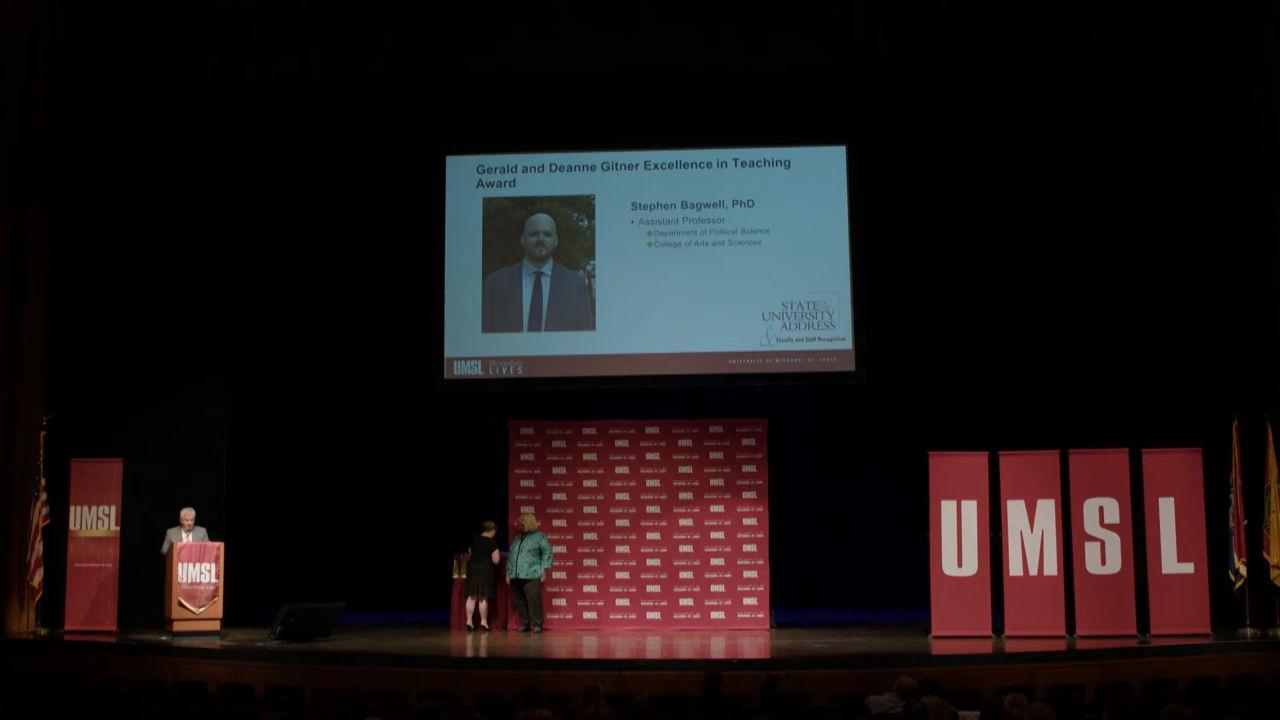 Gerald and Deanne Gitner Excellence in Teaching
Award
Stephen Bagwell, PhD
• Assistant Professor
Department of Political Science
College of Arts and Sciences
STATE OF THE
UNIVERSITY
ADDRESS
& Faculty and Staff Recognition
UMSL
LIVES
UNIVERSITY OF MISSOURI–ST. LOUIS
UMSL
UMSL
U M S L